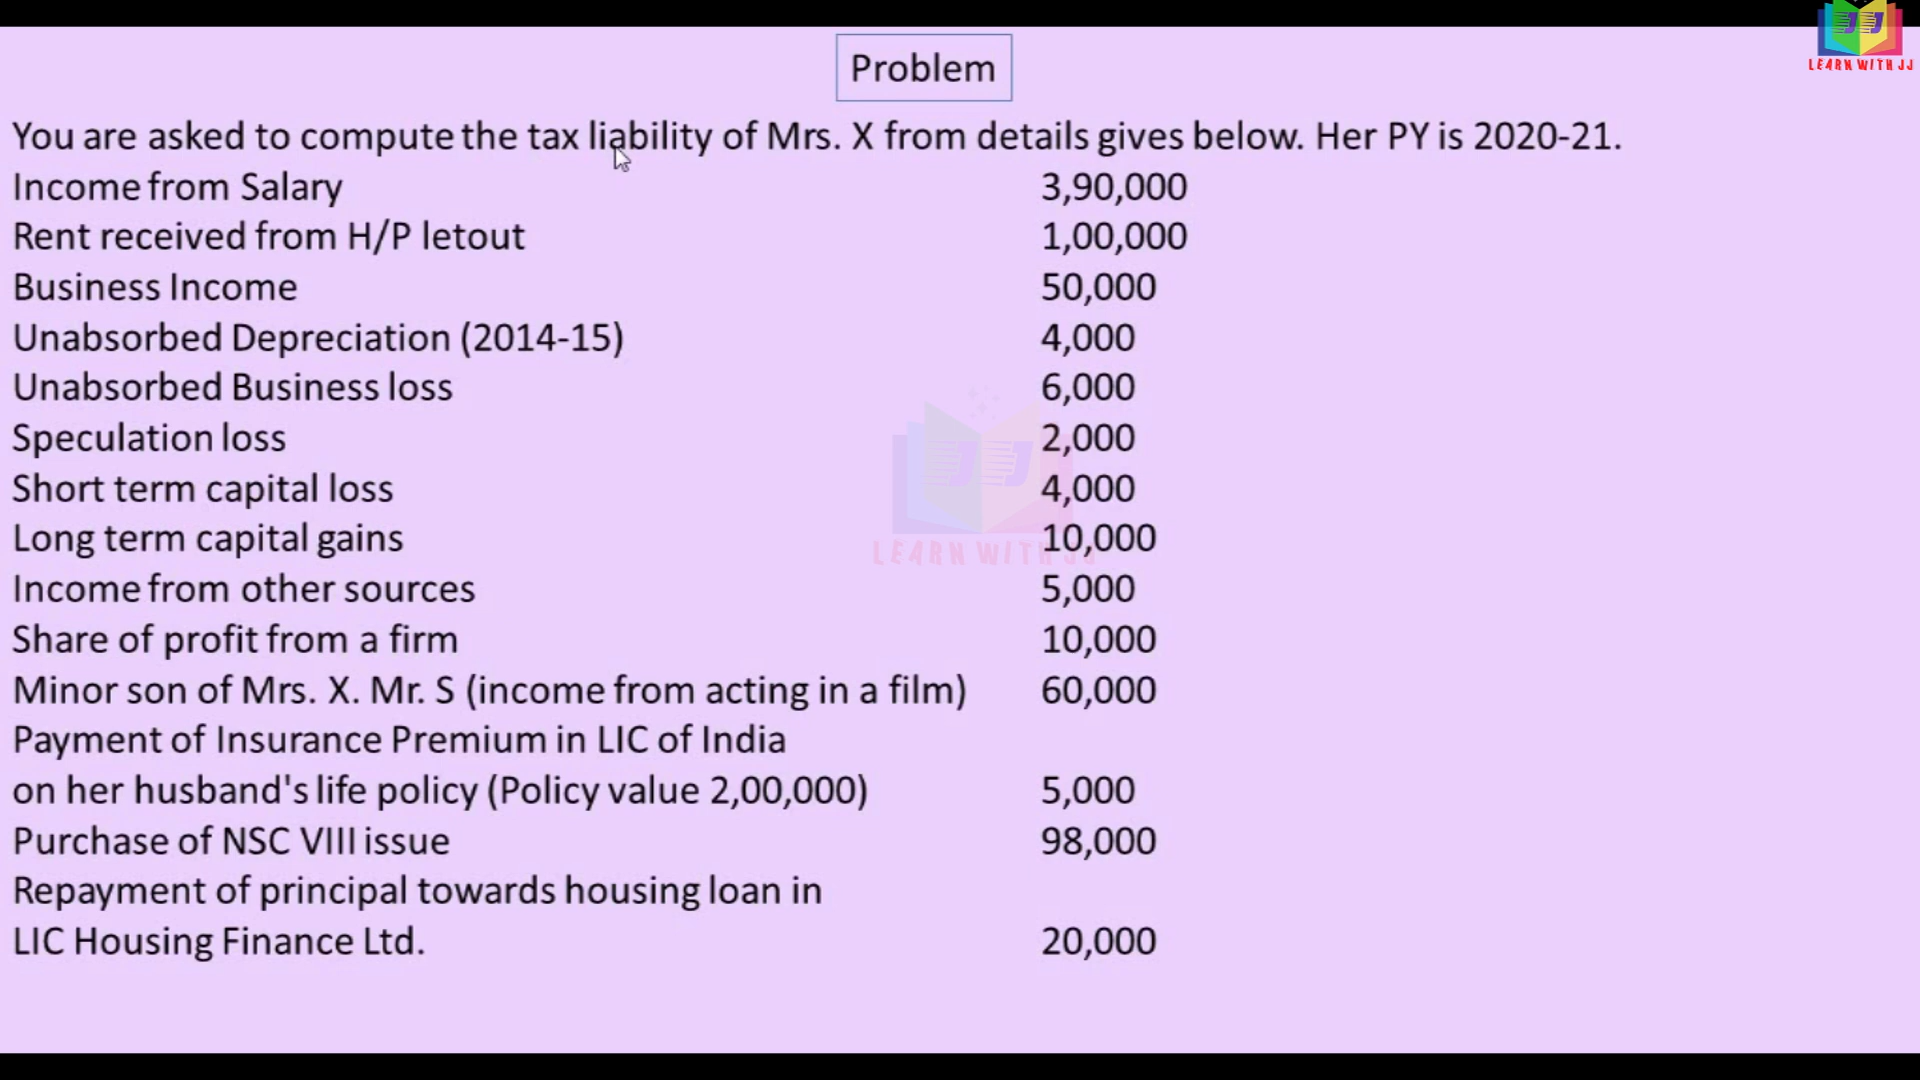 LEARN WITH JJ
Problem
You are asked to compute the tax liability of Mrs. X from details gives below. Her PY is 2020-21.
Income from Salary 3,90,000
Rent received from H/P letout 1,00,000
Business Income 50,000
Unabsorbed Depreciation (2014-15) 4,000
Unabsorbed Business loss 6,000
Speculation loss 2,000
Short term capital loss 4,000
Long term capital gains 10,000
LEARN WITH JJ
Income from other sources 5,000
Share of profit from a firm 10,000
Minor son of Mrs. X. Mr. S (income from acting in a film) 60,000
Payment of Insurance Premium in LIC of India
on her husband's life policy (Policy value 2,00,000) 5,000
Purchase of NSC VIII issue 98,000
Repayment of principal towards housing loan in
LIC Housing Finance Ltd. 20,000